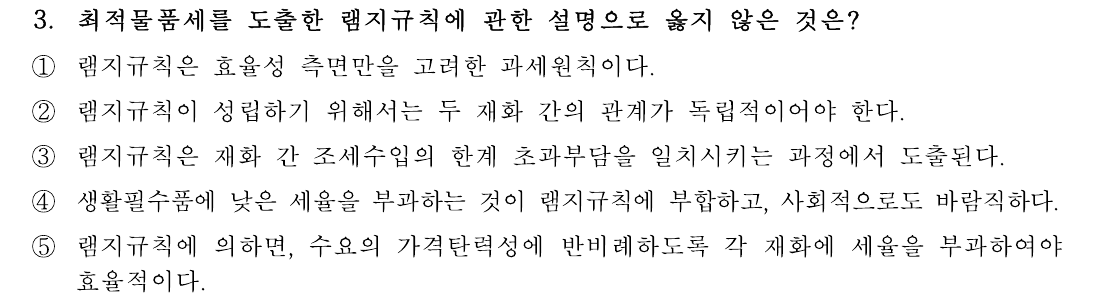 3. 최적물품세를 도출한 램지규칙에 관한 설명으로 옳지 않은 것은?
① 램지규칙은 효율성 측면만을 고려한 과세원칙이다.
② 램지규칙이 성립하기 위해서는 두 재화 간의 관계가 독립적이어야 한다.
③ 램지규칙은 재화 간 조세수입의 한계 초과부담을 일치시키는 과정에서 도출된다.
④ 생활필수품에 낮은 세율을 부과하는 것이 램지규칙에 부합하고, 사회적으로도 바람직하다.
⑤ 램지규칙에 의하면, 수요의 가격탄력성에 반비례하도록 각 재화에 세율을 부과하여야
효율적이다.